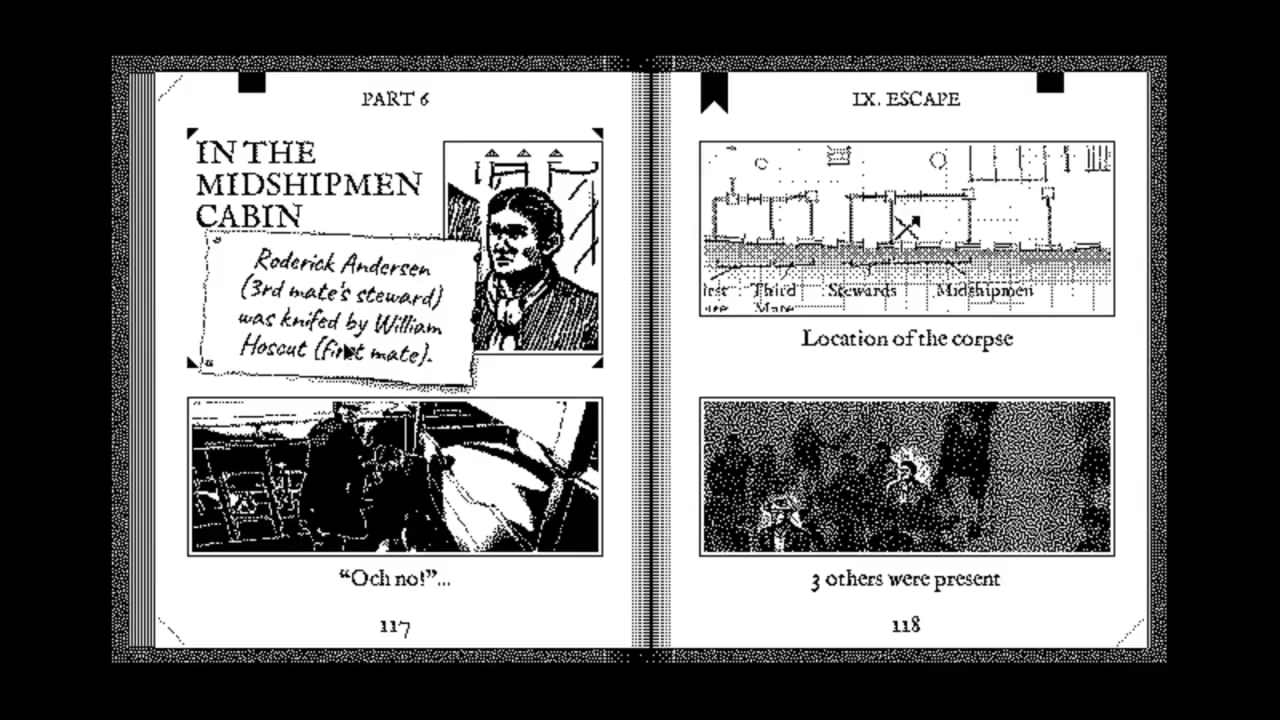 PART 6
IN THE
MIDSHIPMEN
CABIN
Roderick Andersen
(3rd mate's steward)
was knifed by William
Hoscut (first mate).
“Och no!”...
117
IX. ESCAPE
Third
Stewards
Midshipmen
Mate
Location of the corpse
3 others were present
118